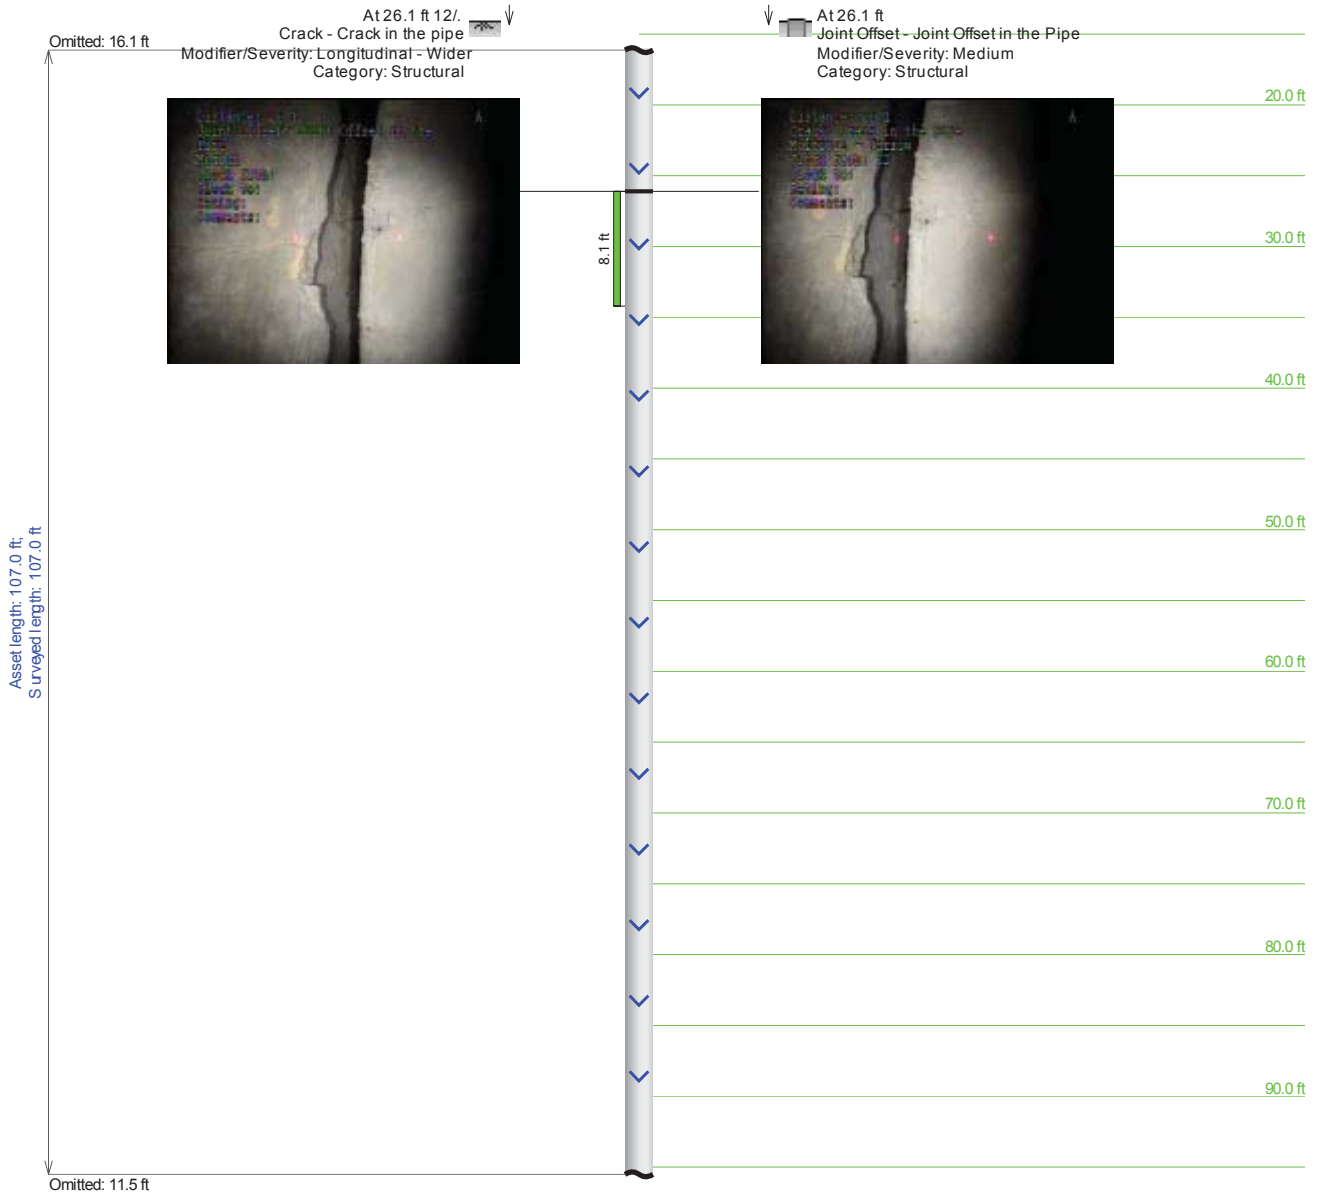 At 26.1 ft 12/.
Crack - Crack in the pipe
Modifier/Severity: Longitudinal - Wider
Category: Structural
At 26.1 ft
Joint Offset - Joint Offset in the Pipe
Modifier/Severity: Medium
Category: Structural
Omitted: 16.1 ft
20.0 ft
8.1 ft
30.0 ft
40.0 ft
50.0 ft
Asset length: 107.0 ft;
Surveyed length: 107.0 ft
60.0 ft
70.0 ft
80.0 ft
90.0 ft
Omitted: 11.5 ft